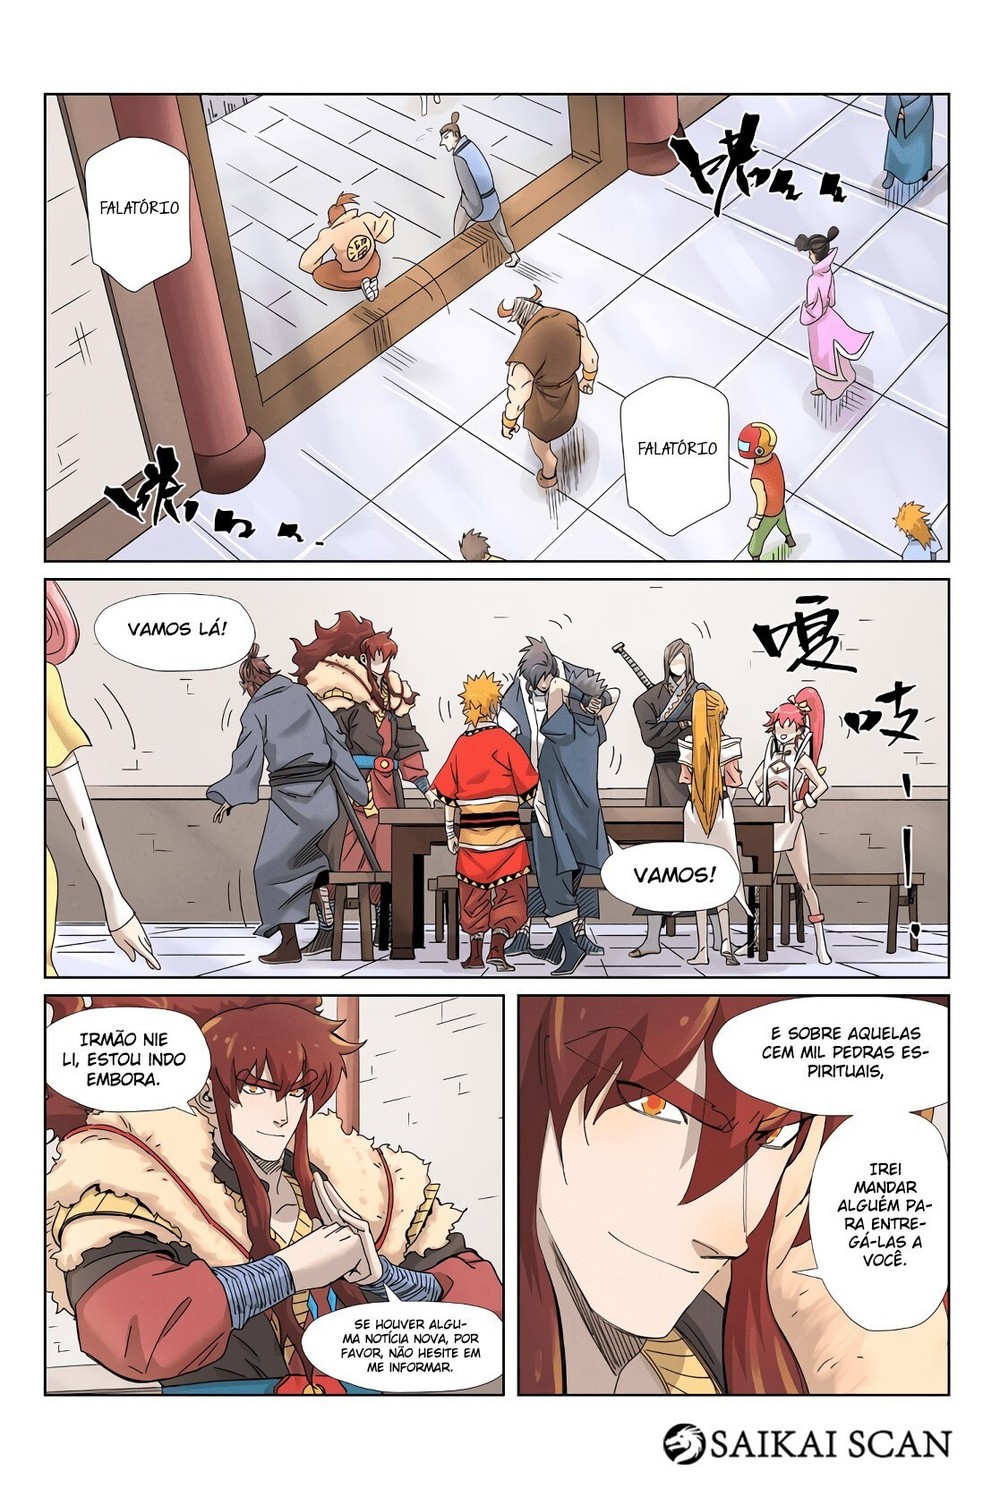 FALATÓRIO
FALATÓRIO
VAMOS LÁ!
嗄
吱
!
VAMOS!
IRMÃO NIE
LI, ESTOU INDO
EMBORA.
SE HOUVER ALGU-
MA NOTÍCIA NOVA, POR
FAVOR, NÃO HESITE EM
ME INFORMAR.
E SOBRE AQUELAS
CEM MIL PEDRAS ES-
PIRITUAIS,
IREI
MANDAR
ALGUÉM PA-
RA ENTRE-
GÁ-LAS A
VOCÊ.
SAIKAI SCAN